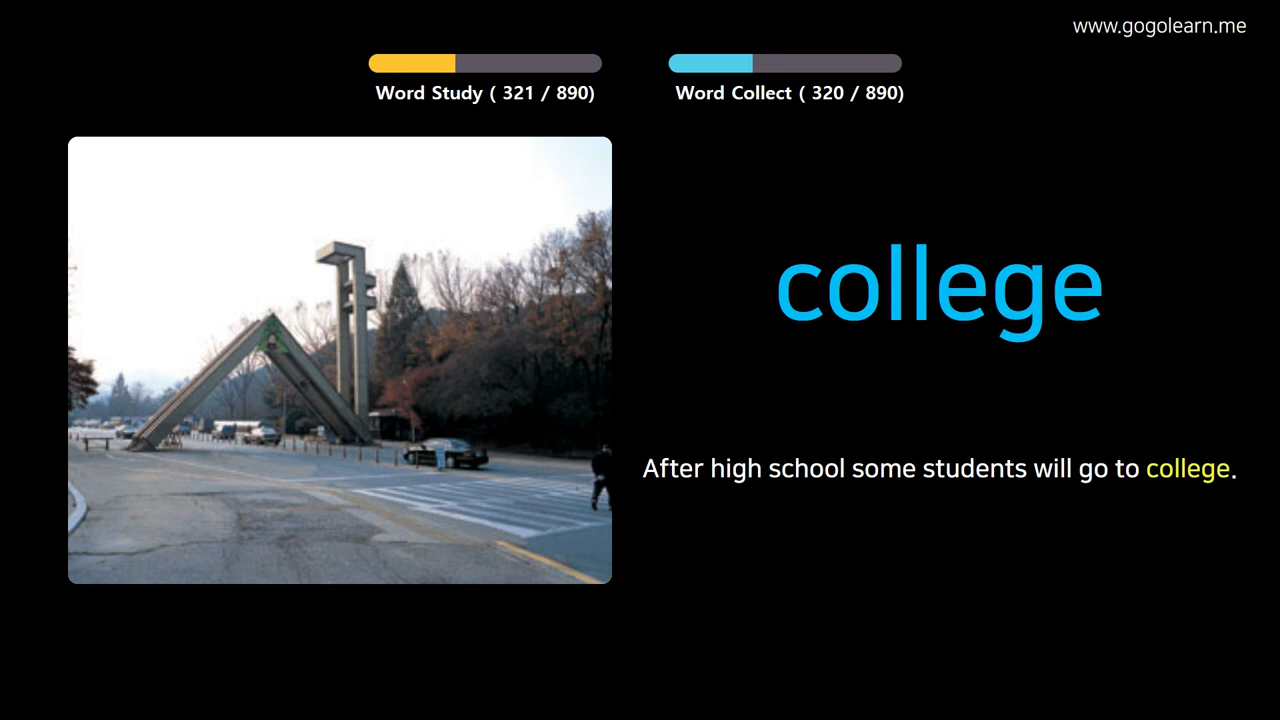 www.gogolearn.me
Word Study ( 321 / 890)
Word Collect ( 320 / 890)
college
After high school some students will go to college.